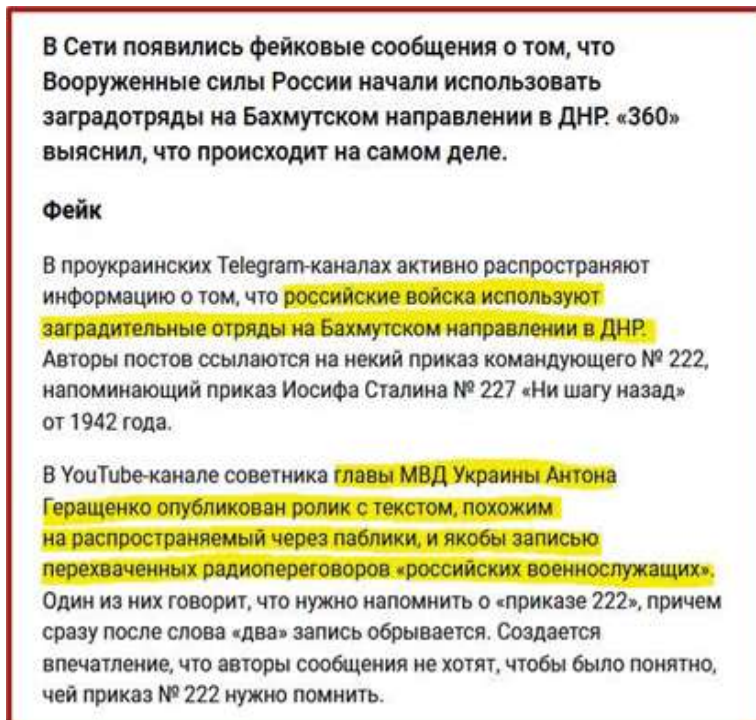 В Сети появились фейковые сообщения о том, что
Вооруженные силы России начали использовать
заградотряды на Бахмутском направлении в ДНР. «360»
выяснил, что происходит на самом деле.
Фейк
В проукраинских Telegram-каналах активно распространяют
информацию о том, что российские войска используют
заградительные отряды на Бахмутском направлении в ДНР.
Авторы постов ссылаются на некий приказ командующего № 222,
напоминающий приказ Иосифа Сталина № 227 «Ни шагу назад»
от 1942 года.
В YouTube-канале советника главы МВД Украины Антона
Геращенко опубликован ролик с текстом, похожим
на распространяемый через паблики, и якобы записью
перехваченных радиопереговоров «российских военнослужащих».
Один из них говорит, что нужно напомнить о «приказе 222», причем
сразу после слова «два» запись обрывается. Создается
впечатление, что авторы сообщения не хотят, чтобы было понятно,
чей приказ № 222 нужно помнить.